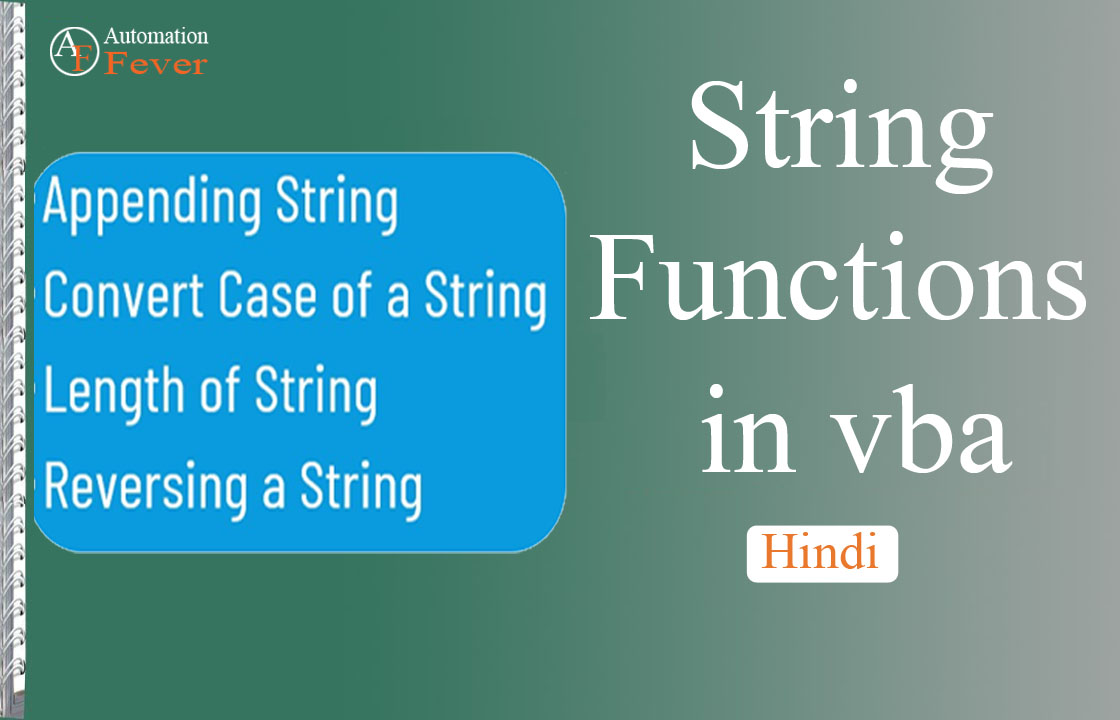 AF Automation
Fever
Appending String
Convert Case of a String
Length of String
Reversing a String
String
Functions
in vba
Hindi